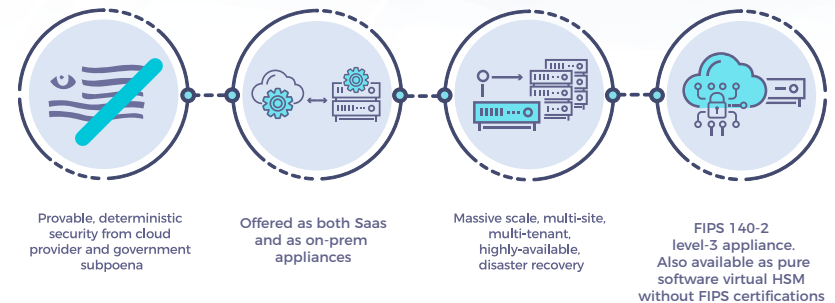 Provable, deterministic
security from cloud
provider and government
subpoena
Offered as both Saas
and as on-prem
appliances
Massive scale, multi-site,
multi-tenant,
highly-available,
disaster recovery
FIPS 140-2
level-3 appliance.
Also available as pure
software virtual HSM
without FIPS certifications